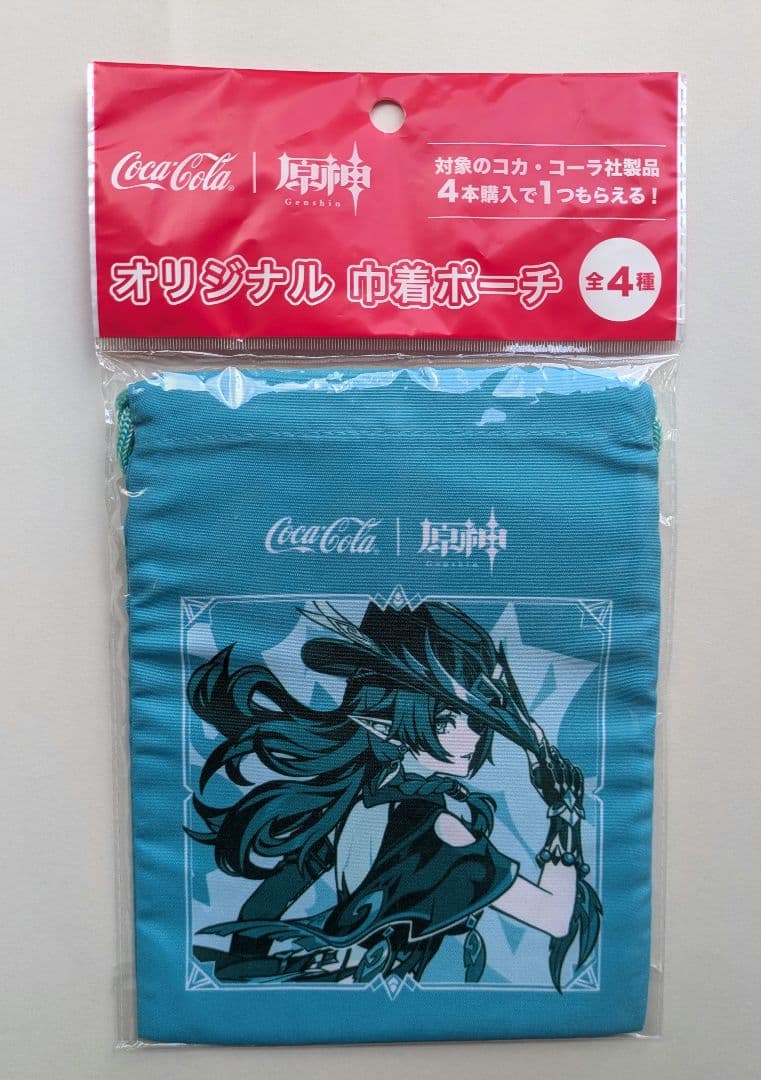 Coca-Cola® | 原神
Genshin
対象のコカ・コーラ社製品
4本購入で1つもらえる!
オリジナル 巾着ポーチ
全4種
Coca-Cola® | 原神
Genshin